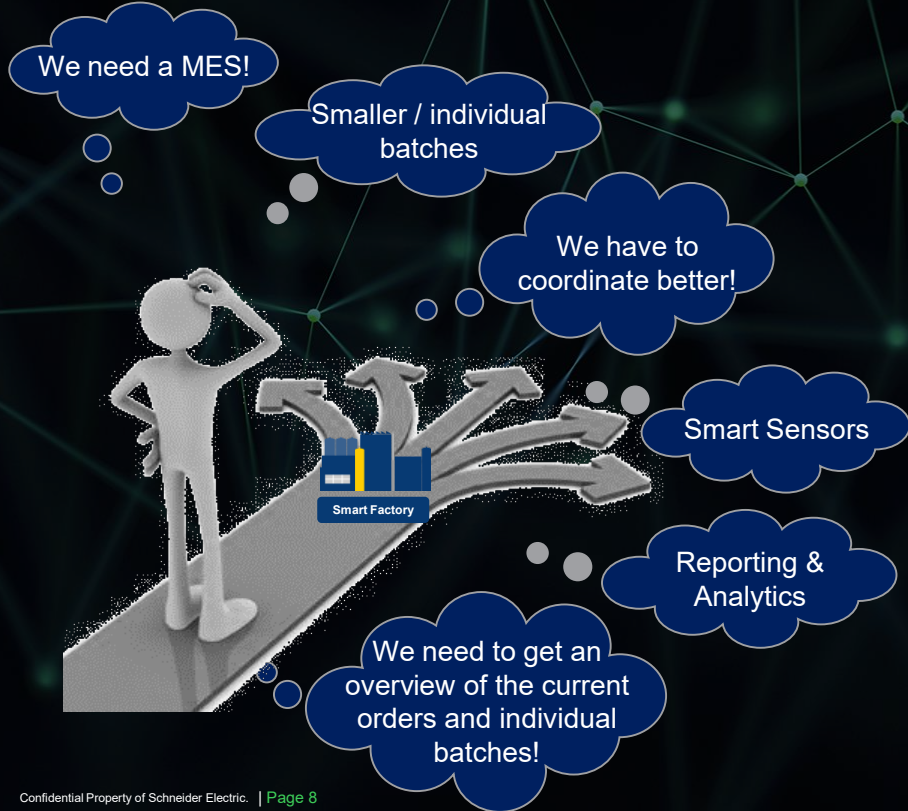 We need a MES!
Smaller / individual
batches
We have to
coordinate better!
Smart Sensors
Smart Factory
Reporting &
Analytics
We need to get an
overview of the current
orders and individual
batches!
Confidential Property of Schneider Electric. | Page 8